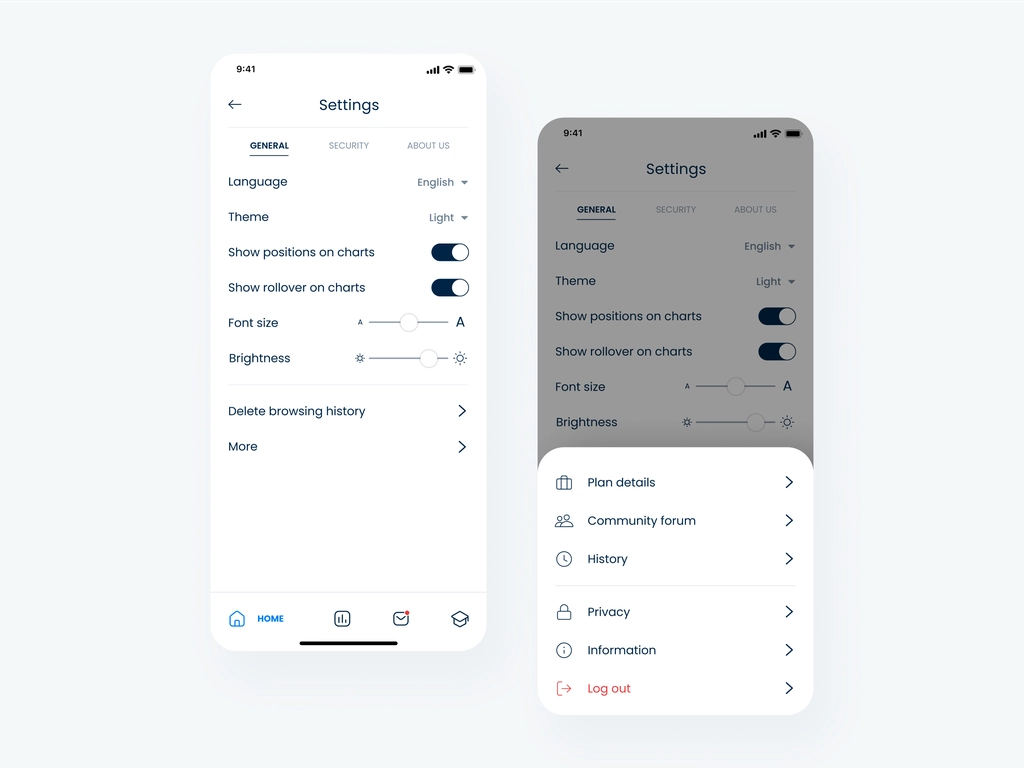 9:41
Settings
GENERAL SECURITY ABOUT US
Language English
Theme Light
Show positions on charts
Show rollover on charts
Font size A A
Brightness
Delete browsing history
More
HOME
9:41
Settings
GENERAL SECURITY ABOUT US
Language English
Theme Light
Show positions on charts
Show rollover on charts
Font size A A
Brightness
Plan details
Community forum
History
Privacy
Information
Log out